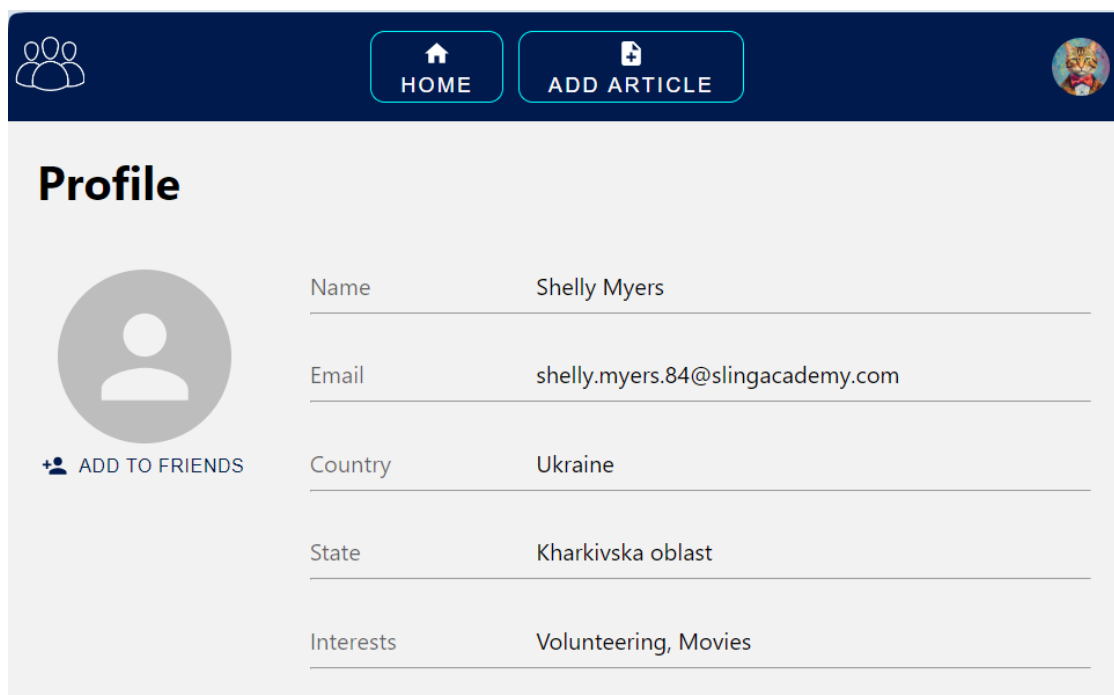 HOME
ADD ARTICLE
Profile
Name Shelly Myers
Email shelly.myers.84@slingacademy.com
ADD TO FRIENDS
Country Ukraine
State Kharkivska oblast
Interests Volunteering, Movies